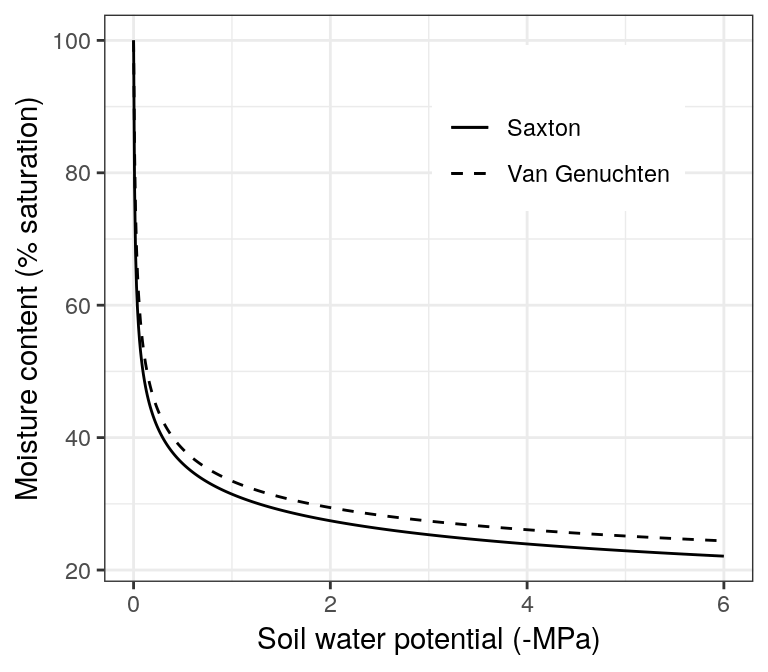 Moisture content (% saturation)
100
80
60
40
20
Saxton
Van Genuchten
0 2 4 6
Soil water potential (-MPa)